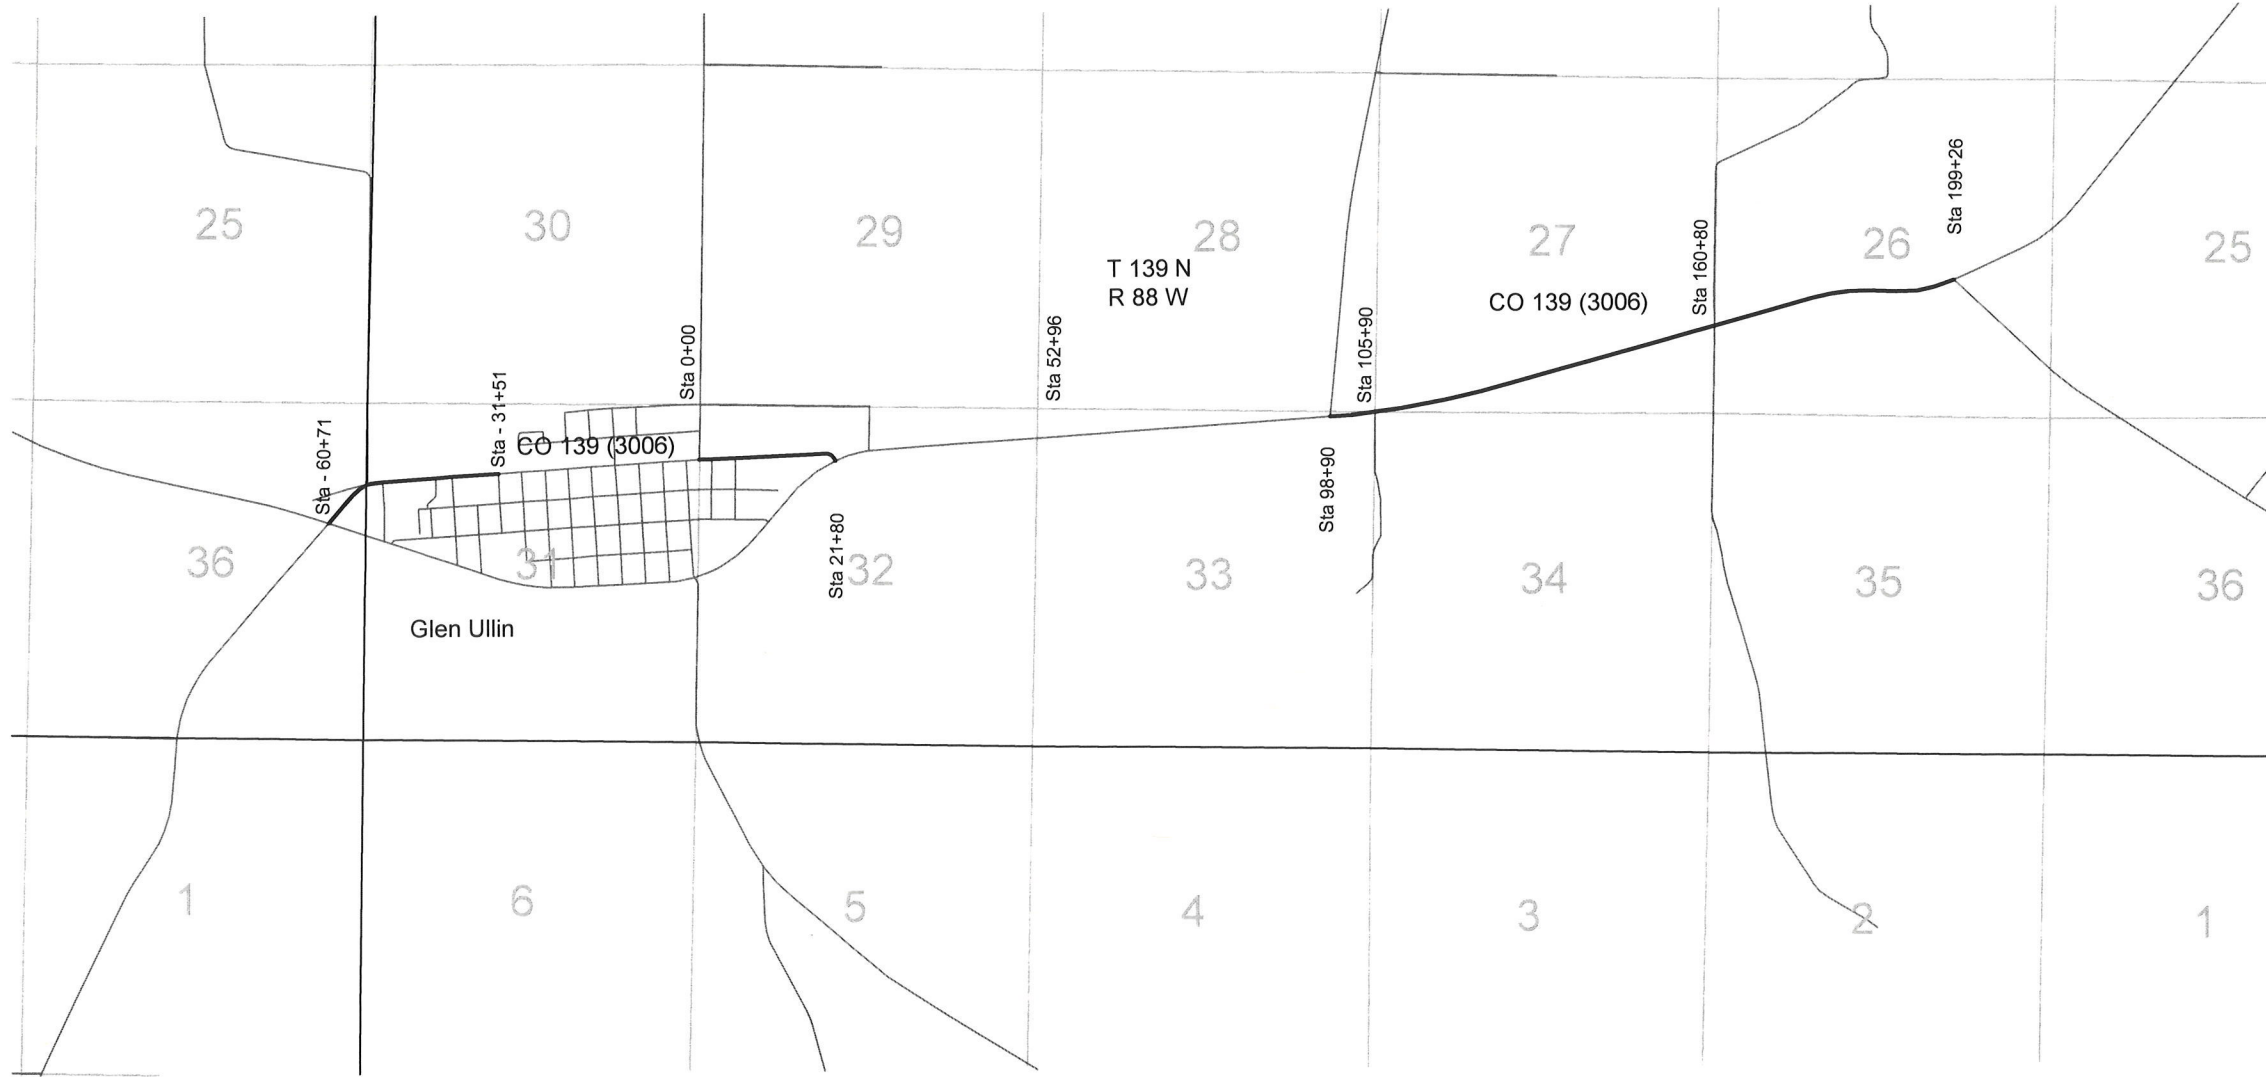 Sta 199+26
25
30
29
28
27
Sta 160+80
26
25
T 139 N
R 88 W
CO 139 (3006)
Sta 0+00
Sta 52+96
Sta 105+90
Sta - 31+51
Sta - 60+71
CO 139 (3006)
Sta 98+90
Sta 21+80
36
31
32
33
34
35
36
Glen Ullin
1
6
5
4
3
2
1